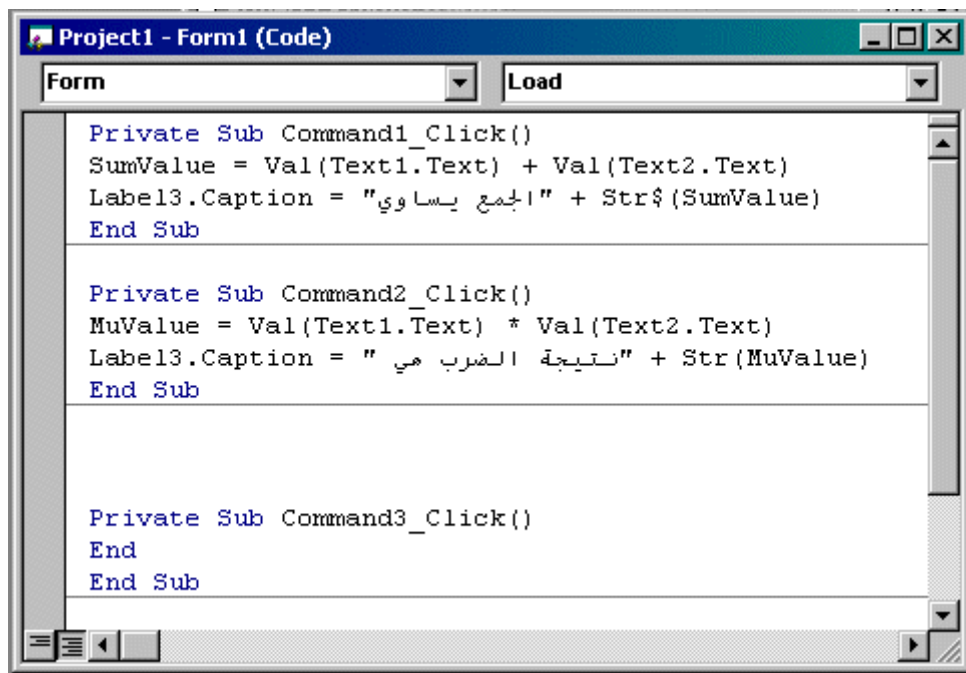 Project1 - Form1 (Code)
Form
Load
Private Sub Command1_Click()
SumValue = Val(Text1.Text) + Val(Text2.Text)
Label3.Caption = "الجمع يساوي" + Str$(SumValue)
End Sub
Private Sub Command2_Click()
MuValue = Val(Text1.Text) * Val(Text2.Text)
Label3.Caption = "نتيجة الضرب هي " + Str(MuValue)
End Sub
Private Sub Command3_Click()
End
End Sub